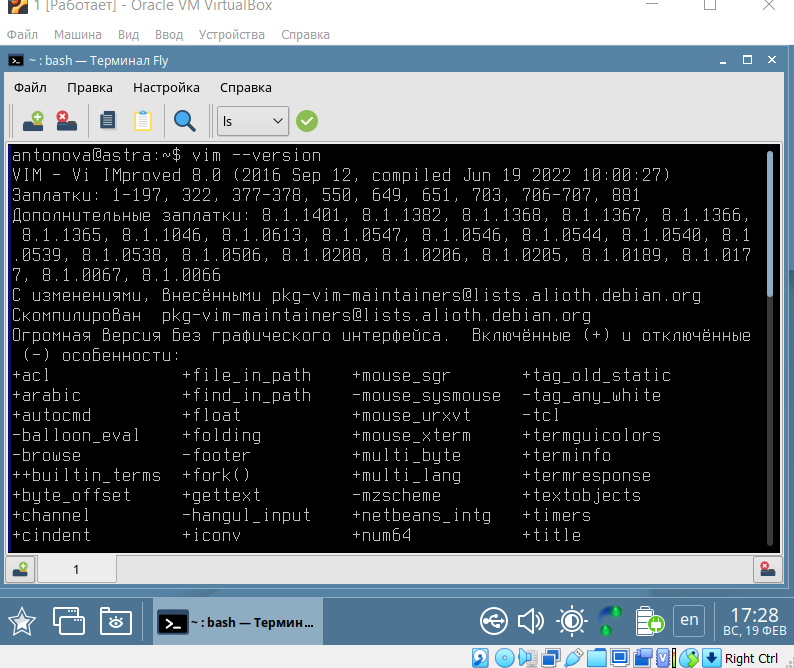 1 [Работает] - Oracle VM VirtualBox
Файл Машина Вид Ввод Устройства Справка
~ : bash — Терминал Fly
Файл Правка Настройка Справка
ls
antonova@astra:~$ vim --version
VIM - Vi IMproved 8.0 (2016 Sep 12, compiled Jun 19 2022 10:00:27)
Заплатки: 1-197, 322, 377-378, 550, 649, 651, 703, 706-707, 881
Дополнительные заплатки: 8.1.1401, 8.1.1382, 8.1.1368, 8.1.1367, 8.1.1366,
8.1.1365, 8.1.1046, 8.1.0613, 8.1.0547, 8.1.0546, 8.1.0544, 8.1.0540, 8.1
.0539, 8.1.0538, 8.1.0506, 8.1.0208, 8.1.0206, 8.1.0205, 8.1.0189, 8.1.017
7, 8.1.0067, 8.1.0066
С изменениями, внесёнными pkg-vim-maintainers@lists.alioth.debian.org
Скомпилирован  pkg-vim-maintainers@lists.alioth.debian.org
Огромная версия без графического интерфейса.  Включённые (+) и отключённые
(-) особенности:
+acl +file_in_path +mouse_sgr +tag_old_static
+arabic +find_in_path -mouse_sysmouse -tag_any_white
+autocmd +float +mouse_urxvt -tcl
-balloon_eval +folding +mouse_xterm +termguicolors
-browse -footer +multi_byte +terminfo
++builtin_terms +fork() +multi_lang +termresponse
+byte_offset +gettext -mzscheme +textobjects
+channel -hangul_input +netbeans_intg +timers
+cindent +iconv +num64 +title
1
~ : bash — Термин...
en
17:28
ВС, 19 ФЕВ
Right Ctrl